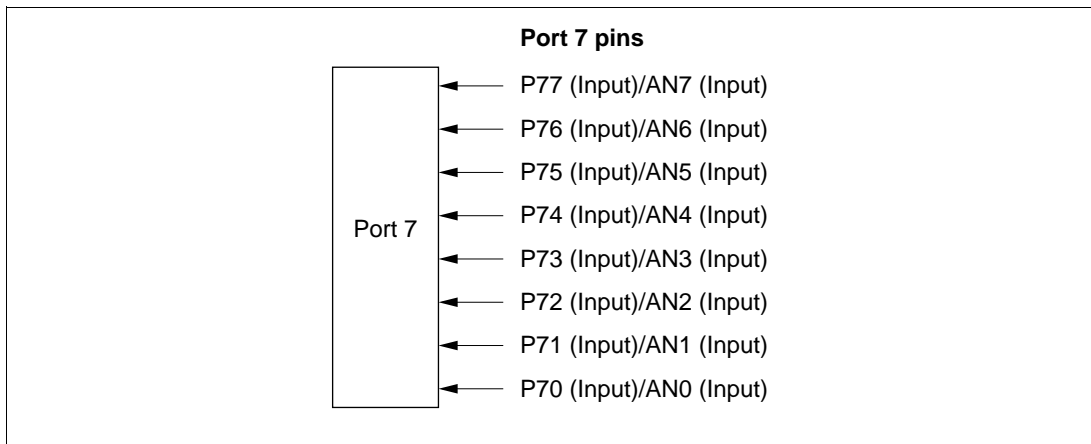 Port 7 pins
P77 (Input)/AN7 (Input)
P76 (Input)/AN6 (Input)
P75 (Input)/AN5 (Input)
P74 (Input)/AN4 (Input)
Port 7
P73 (Input)/AN3 (Input)
P72 (Input)/AN2 (Input)
P71 (Input)/AN1 (Input)
P70 (Input)/AN0 (Input)